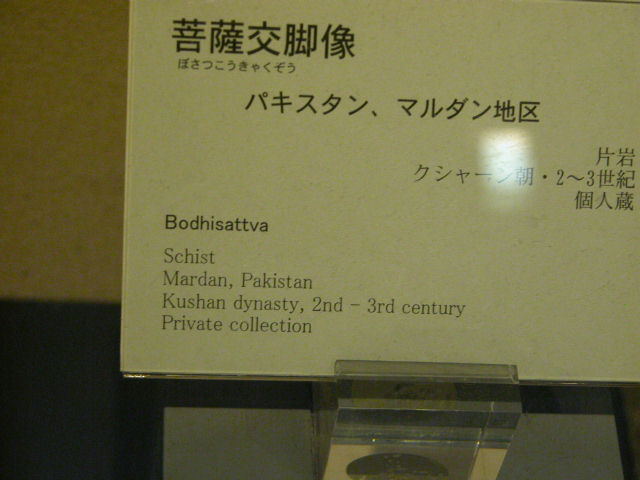 菩薩交脚像
ぼさつこうきゃくぞう
パキスタン、マルダン地区
片岩
クシャーン朝・2〜3世紀
個人蔵
Bodhisattva
Schist
Mardan, Pakistan
Kushan dynasty, 2nd − 3rd century
Private collection